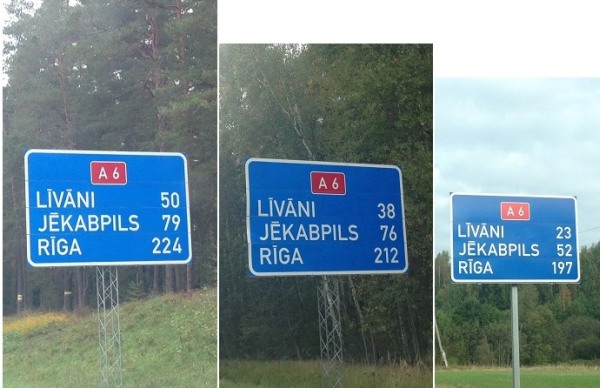 A 6
LĪVĀNI 50
JĒKABPILS 79
RĪGA 224
A 6
LĪVĀNI 38
JĒKABPILS 76
RĪGA 212
A 6
LĪVĀNI 23
JĒKABPILS 52
RĪGA 197